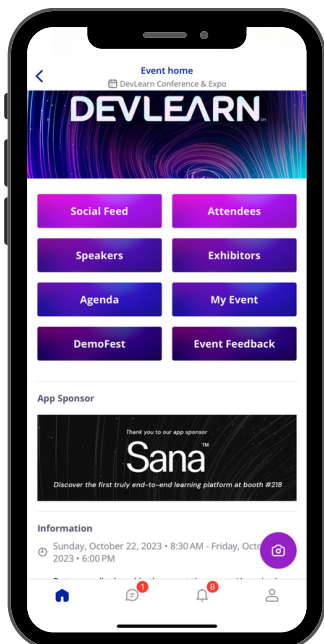 Event home
DevLearn Conference & Expo
DEVLEARN
Social Feed
Attendees
Speakers
Exhibitors
Agenda
My Event
DemoFest
Event Feedback
App Sponsor
Thank you to our app sponsor
Sana™
Discover the first truly end-to-end learning platform at booth #218
Information
Sunday, October 22, 2023 • 8:30 AM - Friday,
2023 • 6:00 PM
1
8